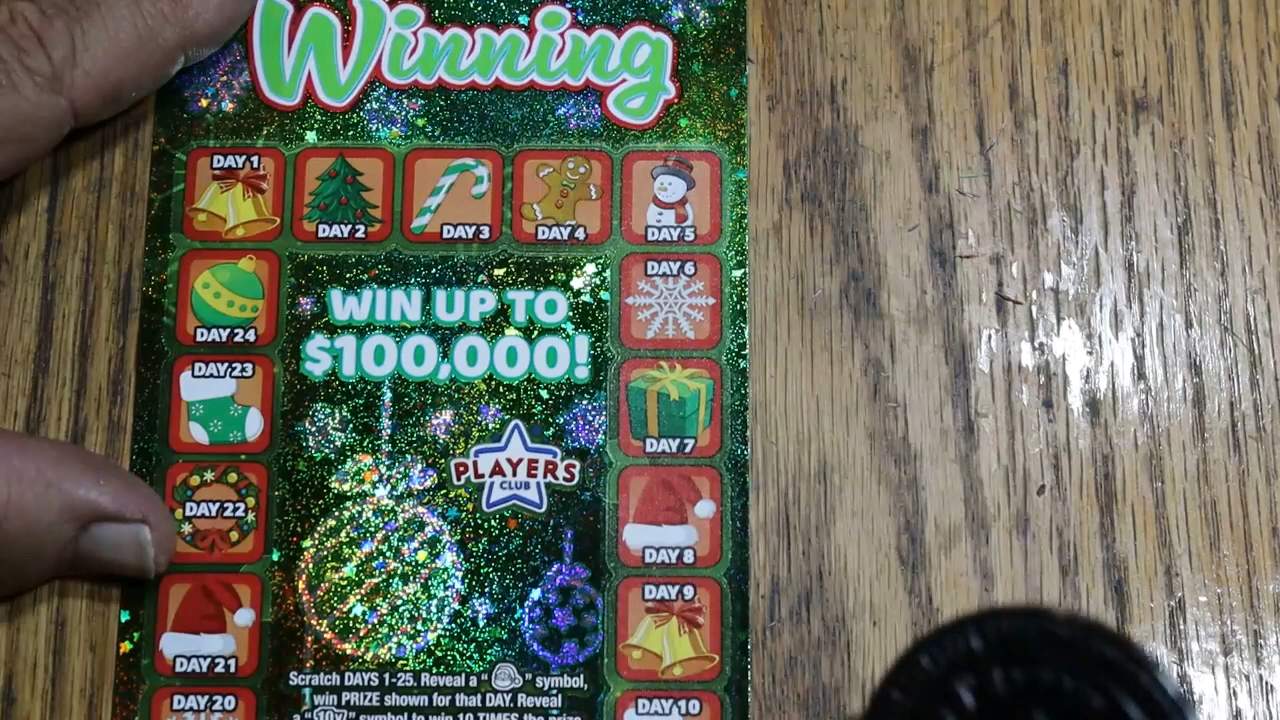 Winning
DAY 1
DAY 2
DAY 3
DAY 4
DAY 5
DAY 24
DAY 6
WIN UP TO
$100,000!
DAY 23
DAY 7
PLAYERS
CLUB
DAY 22
DAY 8
DAY 21
DAY 9
Scratch DAYS 1-25. Reveal a " " symbol,
win PRIZE shown for that DAY. Reveal
a "10X" symbol to win 10 TIMES the prize
DAY 20
DAY 10